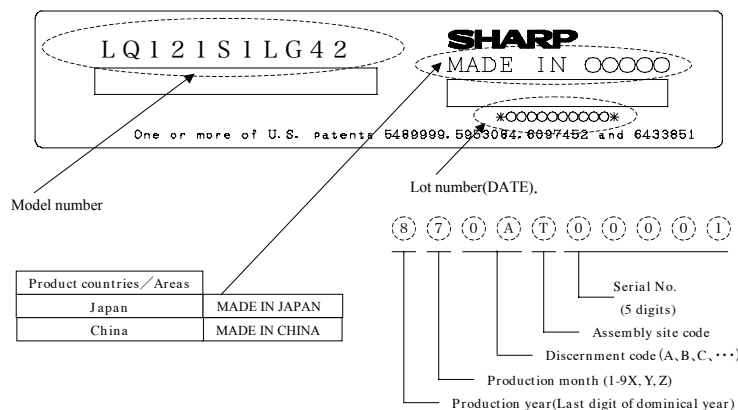 LQ121S1LG42
SHARP
MADE IN OOOOO
*OOOOOOOOOO*
One or more of U.S. patents 5489999.5953084.6097452 and 6433851
Lot number(DATE).
Model number
8 7 0 A T 0 0 0 0 1
Product countries／Areas
Japan MADE IN JAPAN
China MADE IN CHINA
Serial No.
(5 digits)
Assembly site code
Discernment code(A、B、C、･･･)
Production month (1-9X, Y, Z)
Production year(Last digit of dominical year)